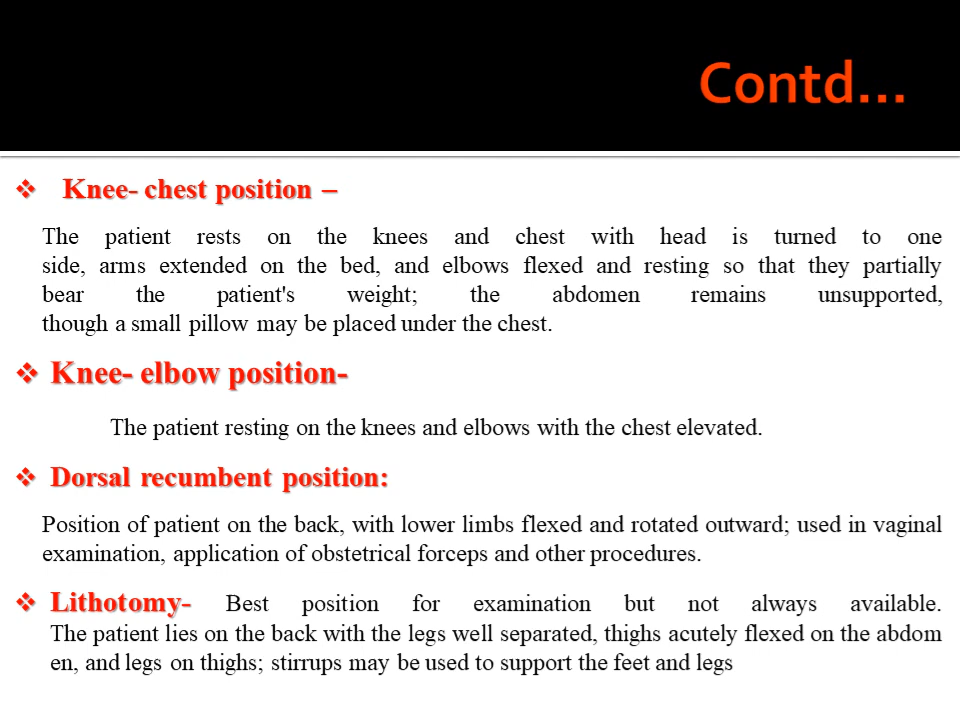 Contd...
❖ Knee- chest position –
The patient rests on the knees and chest with head is turned to one
side, arms extended on the bed, and elbows flexed and resting so that they partially
bear the patient's weight; the abdomen remains unsupported,
though a small pillow may be placed under the chest.
❖ Knee- elbow position-
The patient resting on the knees and elbows with the chest elevated.
❖ Dorsal recumbent position:
Position of patient on the back, with lower limbs flexed and rotated outward; used in vaginal
examination, application of obstetrical forceps and other procedures.
❖ Lithotomy- Best position for examination but not always available.
The patient lies on the back with the legs well separated, thighs acutely flexed on the abdom
en, and legs on thighs; stirrups may be used to support the feet and legs